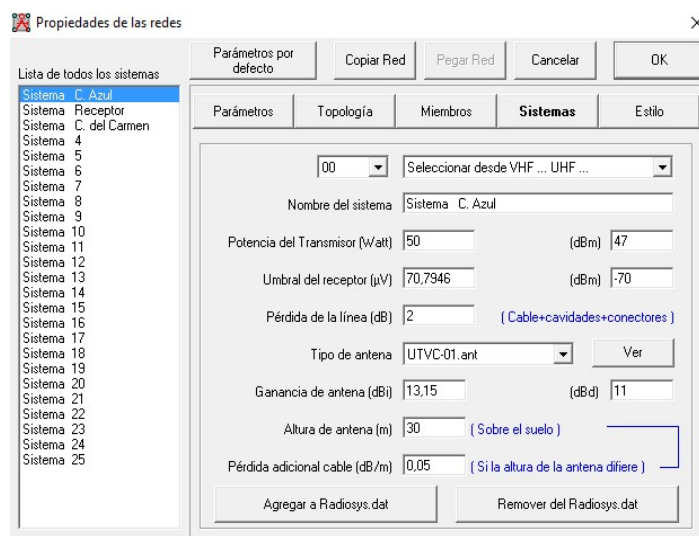 Propiedades de las redes
Lista de todos los sistemas
Sistema C. Azul
Sistema Receptor
Sistema C. del Carmen
Sistema 4
Sistema 5
Sistema 6
Sistema 7
Sistema 8
Sistema 9
Sistema 10
Sistema 11
Sistema 12
Sistema 13
Sistema 14
Sistema 15
Sistema 16
Sistema 17
Sistema 18
Sistema 19
Sistema 20
Sistema 21
Sistema 22
Sistema 23
Sistema 24
Sistema 25
Parámetros por defecto
Copiar Red
Pegar Red
Cancelar
OK
Parámetros
Topología
Miembros
Sistemas
Estilo
00 Seleccionar desde VHF ... UHF ...
Nombre del sistema Sistema C. Azul
Potencia del Transmisor (Watt) 50 (dBm) 47
Umbral del receptor (µV) 70,7946 (dBm) -70
Pérdida de la línea (dB) 2 ( Cable+cavidades+conectores )
Tipo de antena UTVC-01.ant Ver
Ganancia de antena (dBi) 13,15 (dBd) 11
Altura de antena (m) 30 ( Sobre el suelo )
Pérdida adicional cable (dB/m) 0,05 ( Si la altura de la antena difiere )
Agregar a Radiosys.dat
Remover del Radiosys.dat